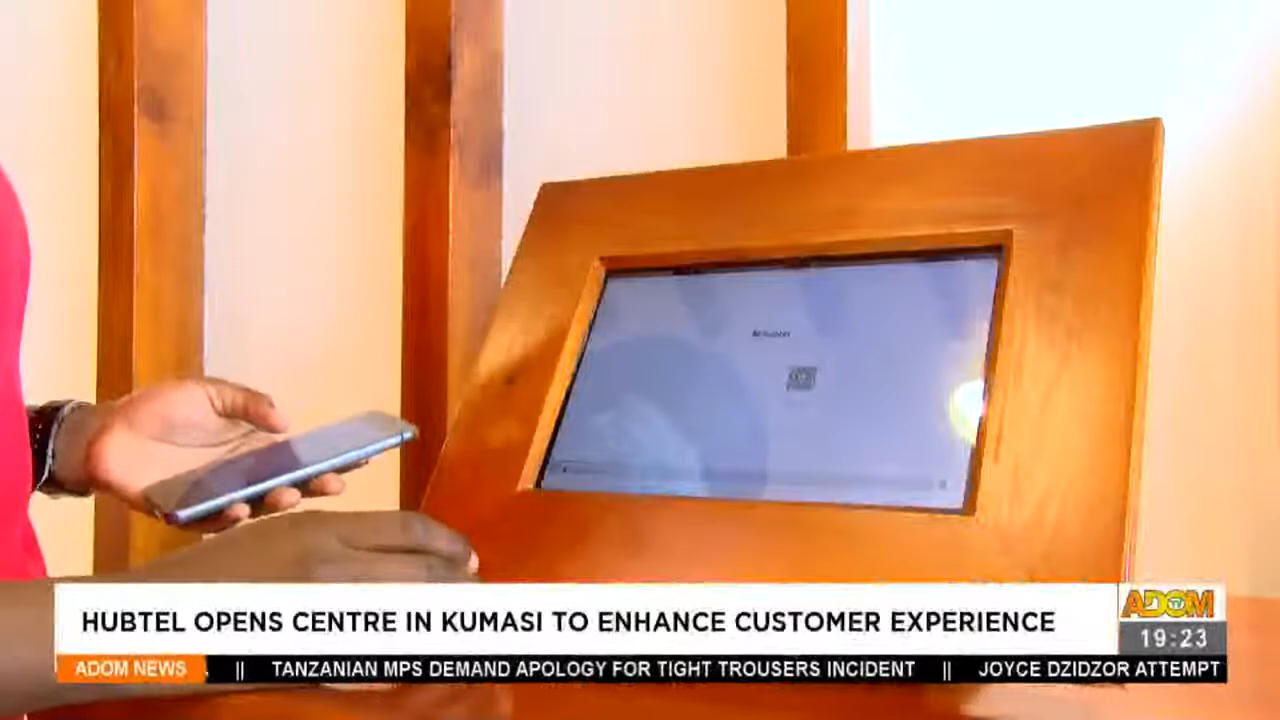 HUBTEL OPENS CENTRE IN KUMASI TO ENHANCE CUSTOMER EXPERIENCE
ADOM TV
19:23
ADOM NEWS || TANZANIAN MPS DEMAND APOLOGY FOR TIGHT TROUSERS INCIDENT || JOYCE DZIDZOR ATTEMPT